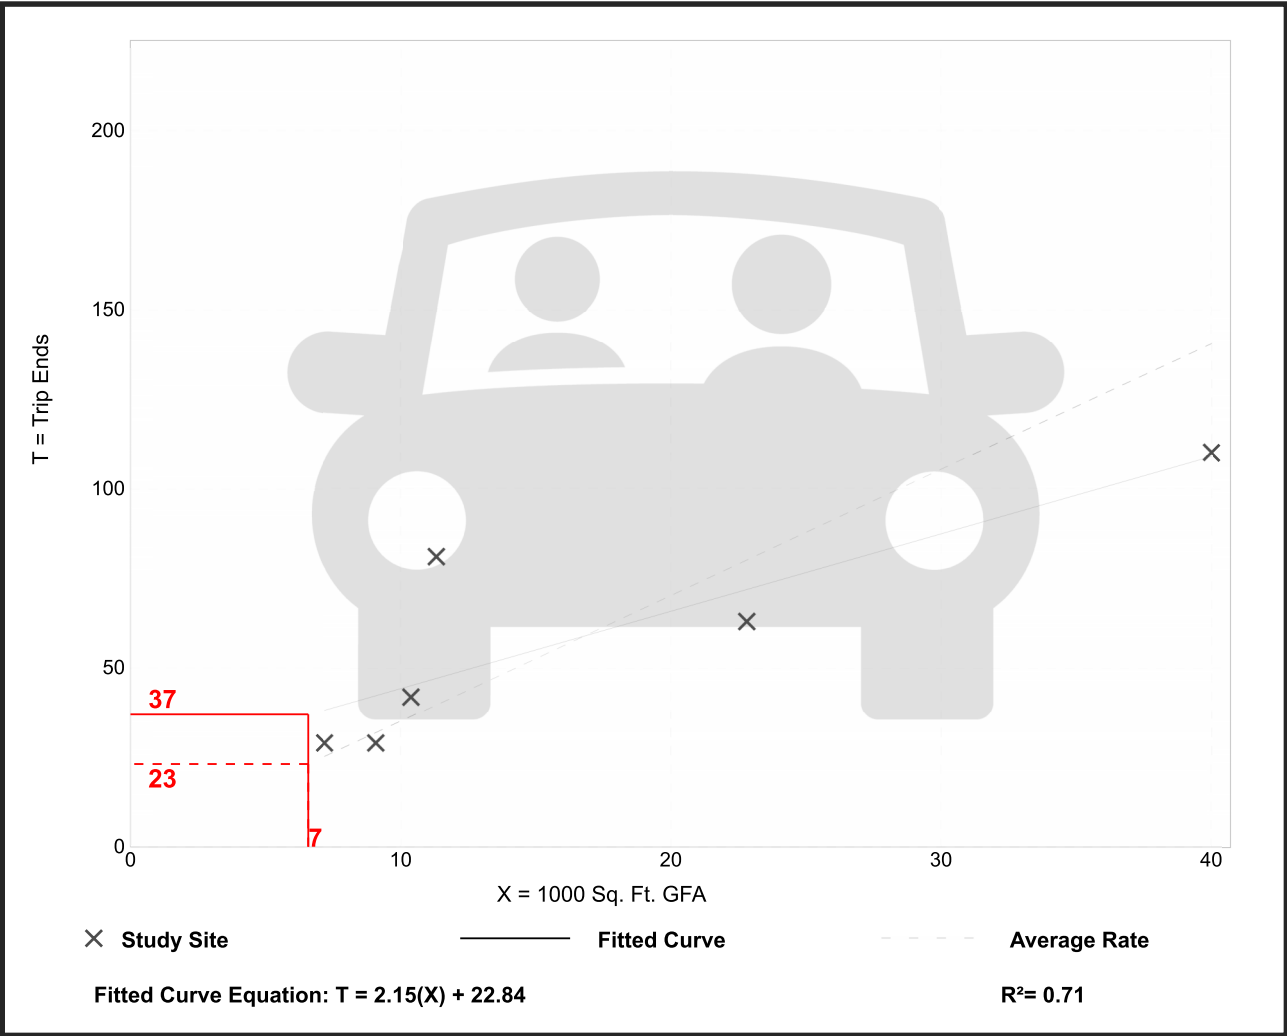 200
150
T = Trip Ends
100
50
37
23
7
0
0 10 20 30 40
X = 1000 Sq. Ft. GFA
Study Site Fitted Curve Average Rate
Fitted Curve Equation: T = 2.15(X) + 22.84 R²= 0.71